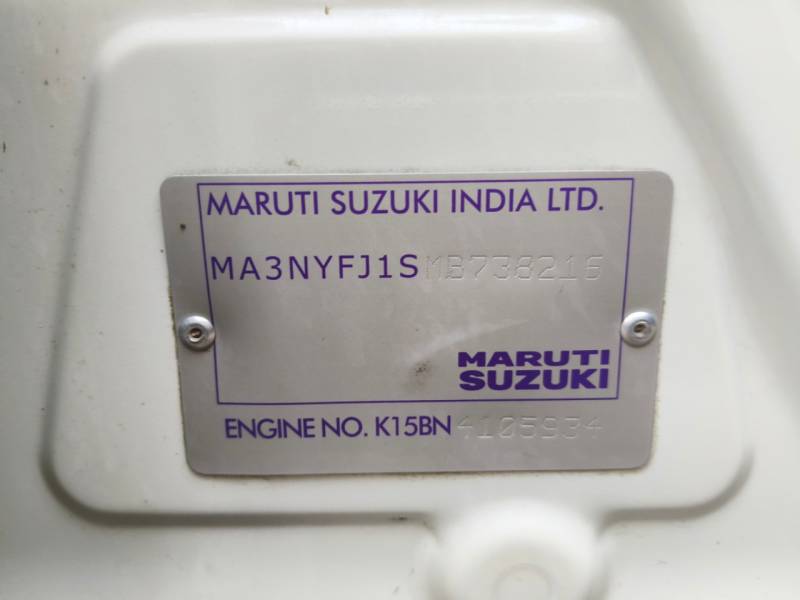 MARUTI SUZUKI INDIA LTD.
MA3NYFJ1SMB738216
MARUTI
SUZUKI
ENGINE NO. K15BN4105934